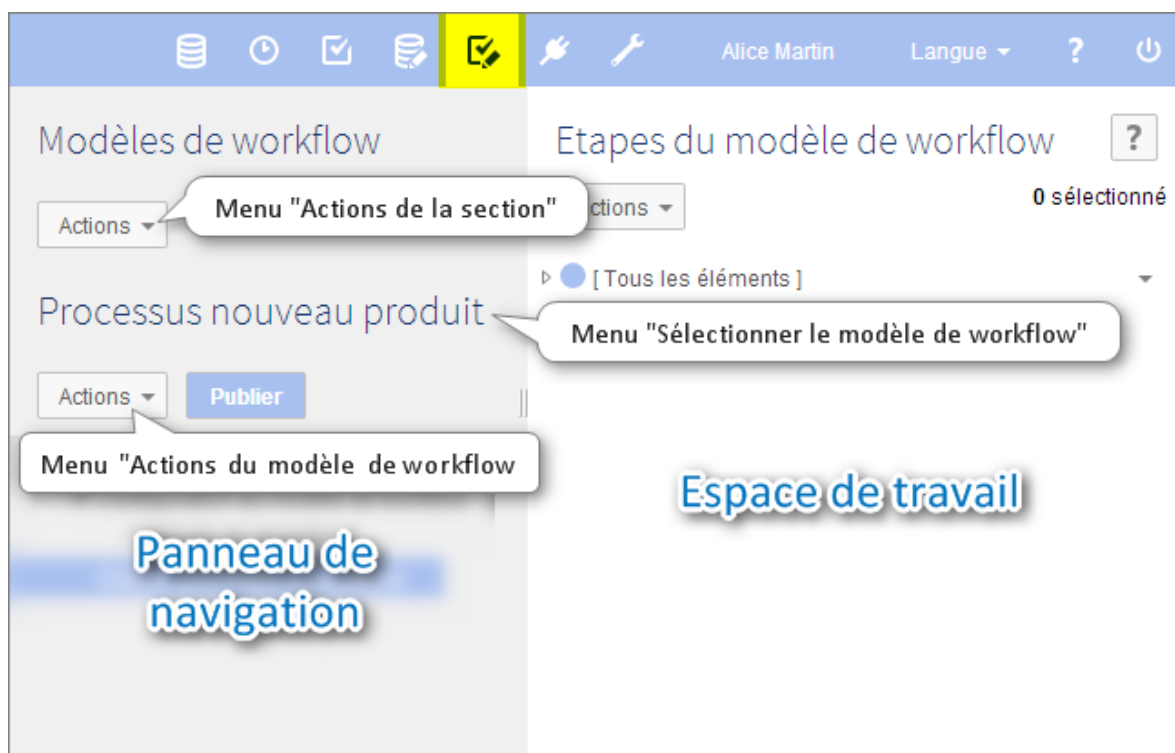 Alice Martin Langue ?
Modèles de workflow
Actions
Menu "Actions de la section"
Processus nouveau produit
Actions Publier
Menu "Actions du modèle de workflow
Panneau de
navigation
Etapes du modèle de workflow ?
ctions 0 sélectionné
[ Tous les éléments ]
Menu "Sélectionner le modèle de workflow"
Espace de travail